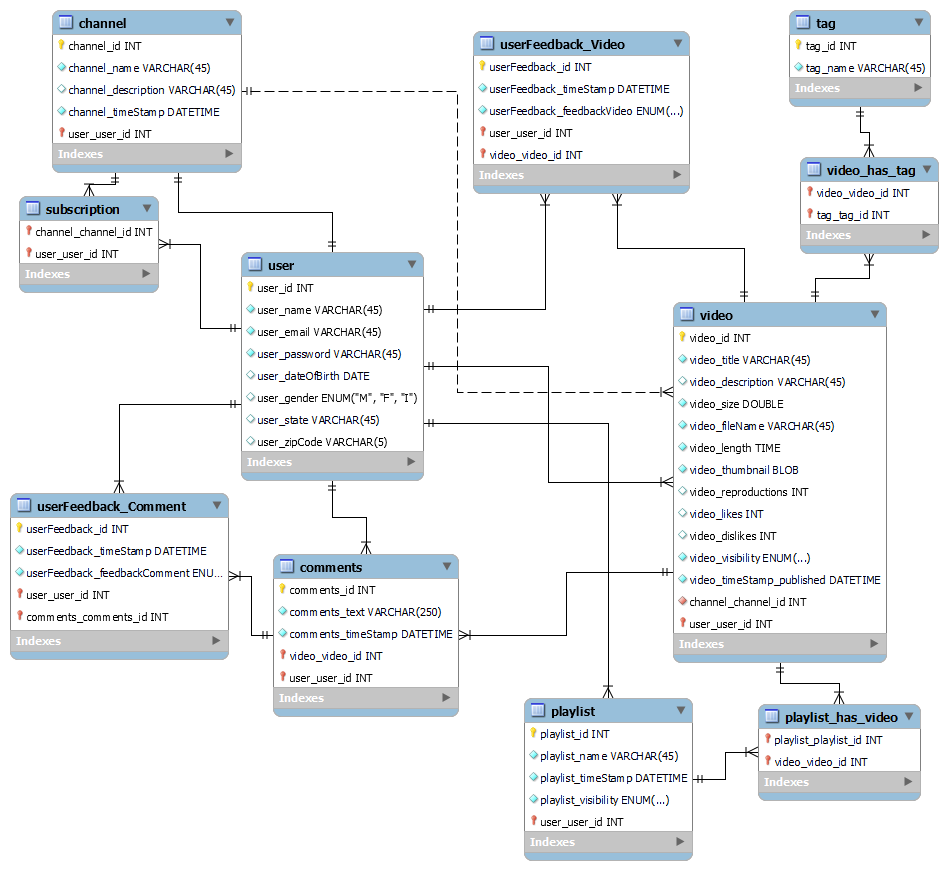 channel
channel_id INT
channel_name VARCHAR(45)
channel_description VARCHAR(45)
channel_timeStamp DATETIME
user_user_id INT
Indexes
userFeedback_Video
userFeedback_id INT
userFeedback_timeStamp DATETIME
userFeedback_feedbackVideo ENUM(...)
user_user_id INT
video_video_id INT
Indexes
tag
tag_id INT
tag_name VARCHAR(45)
Indexes
video_has_tag
video_video_id INT
tag_tag_id INT
Indexes
subscription
channel_channel_id INT
user_user_id INT
Indexes
user
user_id INT
user_name VARCHAR(45)
user_email VARCHAR(45)
user_password VARCHAR(45)
user_dateOfBirth DATE
user_gender ENUM("M", "F", "I")
user_state VARCHAR(45)
user_zipCode VARCHAR(5)
Indexes
video
video_id INT
video_title VARCHAR(45)
video_description VARCHAR(45)
video_size DOUBLE
video_fileName VARCHAR(45)
video_length TIME
video_thumbnail BLOB
video_reproductions INT
video_likes INT
video_dislikes INT
video_visibility ENUM(...)
video_timeStamp_published DATETIME
channel_channel_id INT
user_user_id INT
Indexes
userFeedback_Comment
userFeedback_id INT
userFeedback_timeStamp DATETIME
userFeedback_feedbackComment ENU...
user_user_id INT
comments_comments_id INT
Indexes
comments
comments_id INT
comments_text VARCHAR(250)
comments_timeStamp DATETIME
video_video_id INT
user_user_id INT
Indexes
playlist
playlist_id INT
playlist_name VARCHAR(45)
playlist_timeStamp DATETIME
playlist_visibility ENUM(...)
user_user_id INT
Indexes
playlist_has_video
playlist_playlist_id INT
video_video_id INT
Indexes